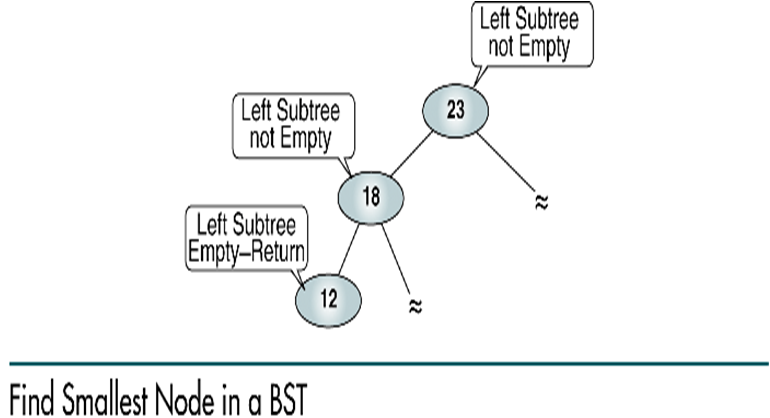 Left Subtree
not Empty
23
Left Subtree
not Empty
18
≈
Left Subtree
Empty–Return
12
≈
Find Smallest Node in a BST